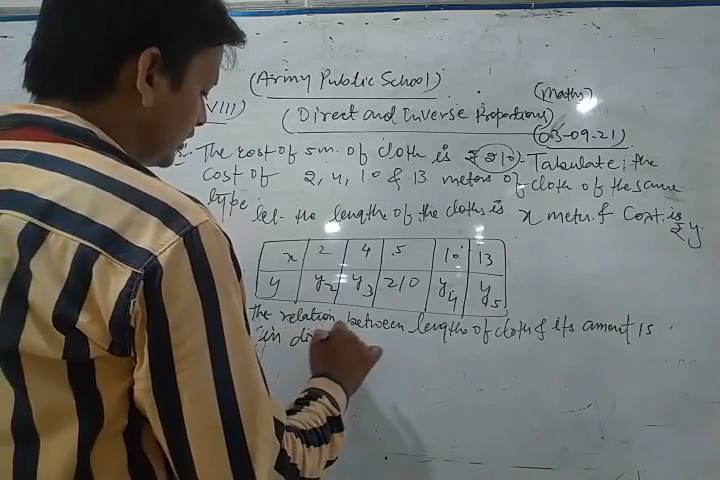 (Army Public School)
VIII)
(Maths)
(Direct and Inverse Proportions)
(03-09-21)
The cost of 5m. of cloth is ₹ 210. Tabulate the
cost of 2, 4, 10 & 13 meters of cloth of the same
type
let the length of the cloths is x meter & Cost is
₹ y.
x 2 4 5 10 13
y y2 y3 210 y4 y5
The relation between length of cloth & its amount is
in di